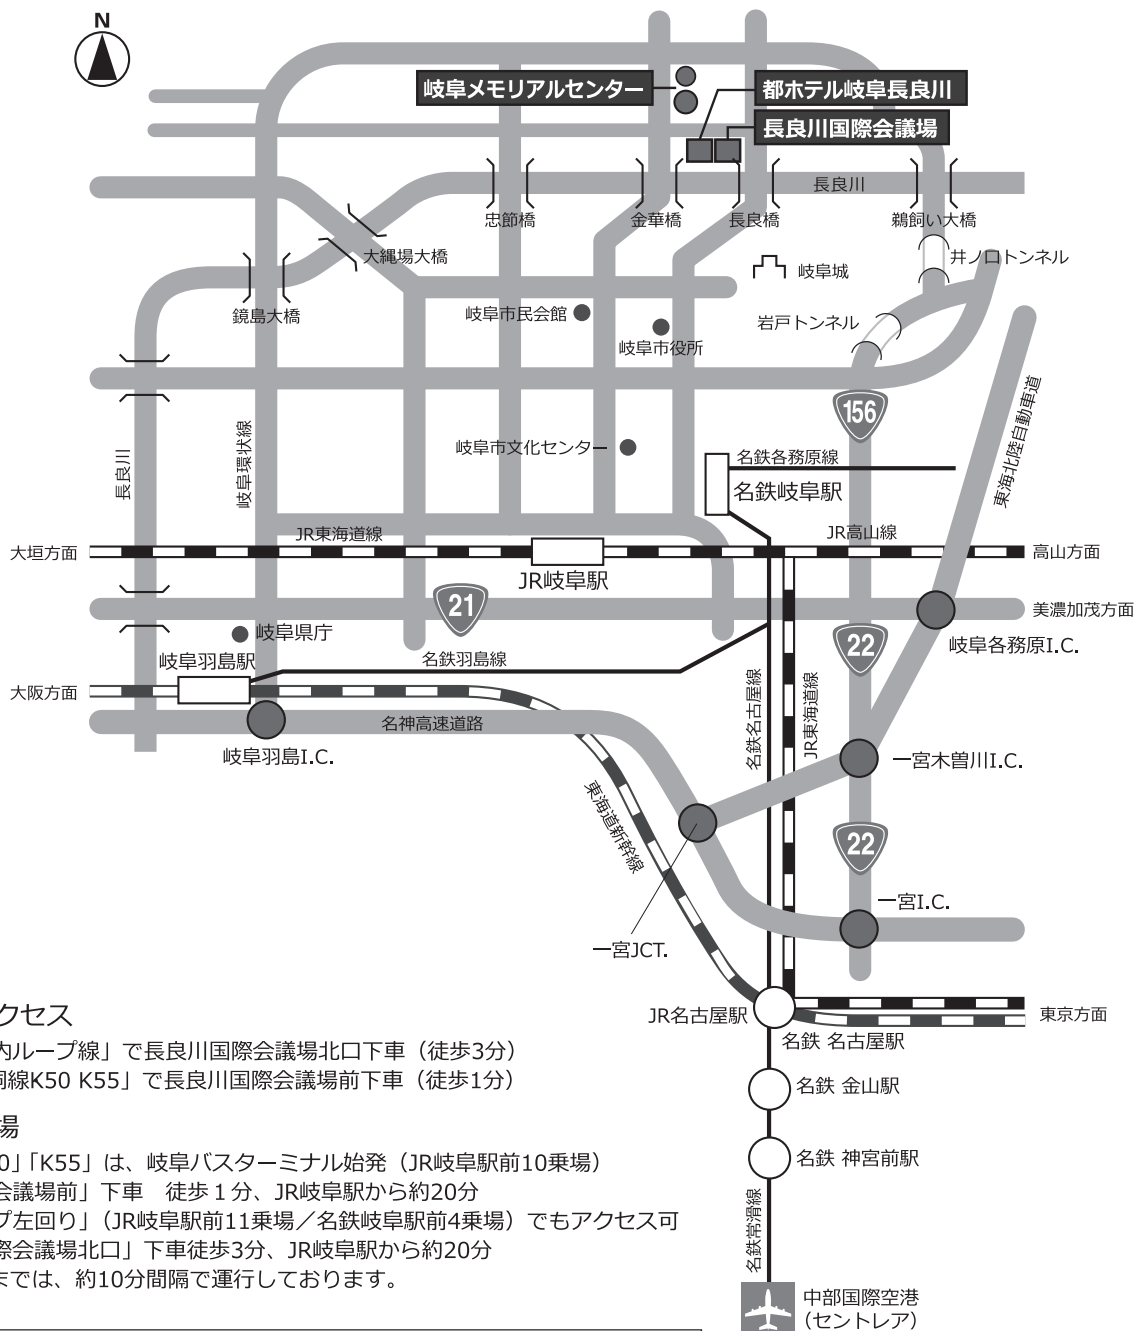 N
岐阜メモリアルセンター
都ホテル岐阜長良川
長良川国際会議場
長良川
忠節橋
金華橋
長良橋
鵜飼い大橋
大縄場大橋
岐阜城
井ノ口トンネル
鏡島大橋
岐阜市民会館
岩戸トンネル
岐阜市役所
156
東海北陸自動車道
長良川
岐阜環状線
岐阜市文化センター
名鉄各務原線
名鉄岐阜駅
JR東海道線
JR高山線
大垣方面
高山方面
JR岐阜駅
21
美濃加茂方面
岐阜県庁
22
岐阜各務原I.C.
岐阜羽島駅
名鉄羽島線
大阪方面
名神高速道路
名鉄名古屋線
JR東海道線
岐阜羽島I.C.
一宮木曽川I.C.
東海道新幹線
22
一宮I.C.
一宮JCT.
JR名古屋駅
東京方面
名鉄 名古屋駅
名鉄 金山駅
名鉄 神宮前駅
名鉄常滑線
中部国際空港
（セントレア）
クセス
内ループ線」で長良川国際会議場北口下車（徒歩3分）
同線K50 K55」で長良川国際会議場前下車（徒歩1分）
場
0」「K55」は、岐阜バスターミナル始発（JR岐阜駅前10乗場）
会議場前」下車　徒歩１分、JR岐阜駅から約20分
プ左回り」（JR岐阜駅前11乗場／名鉄岐阜駅前4乗場）でもアクセス可
際会議場北口」下車徒歩3分、JR岐阜駅から約20分
までは、約10分間隔で運行しております。